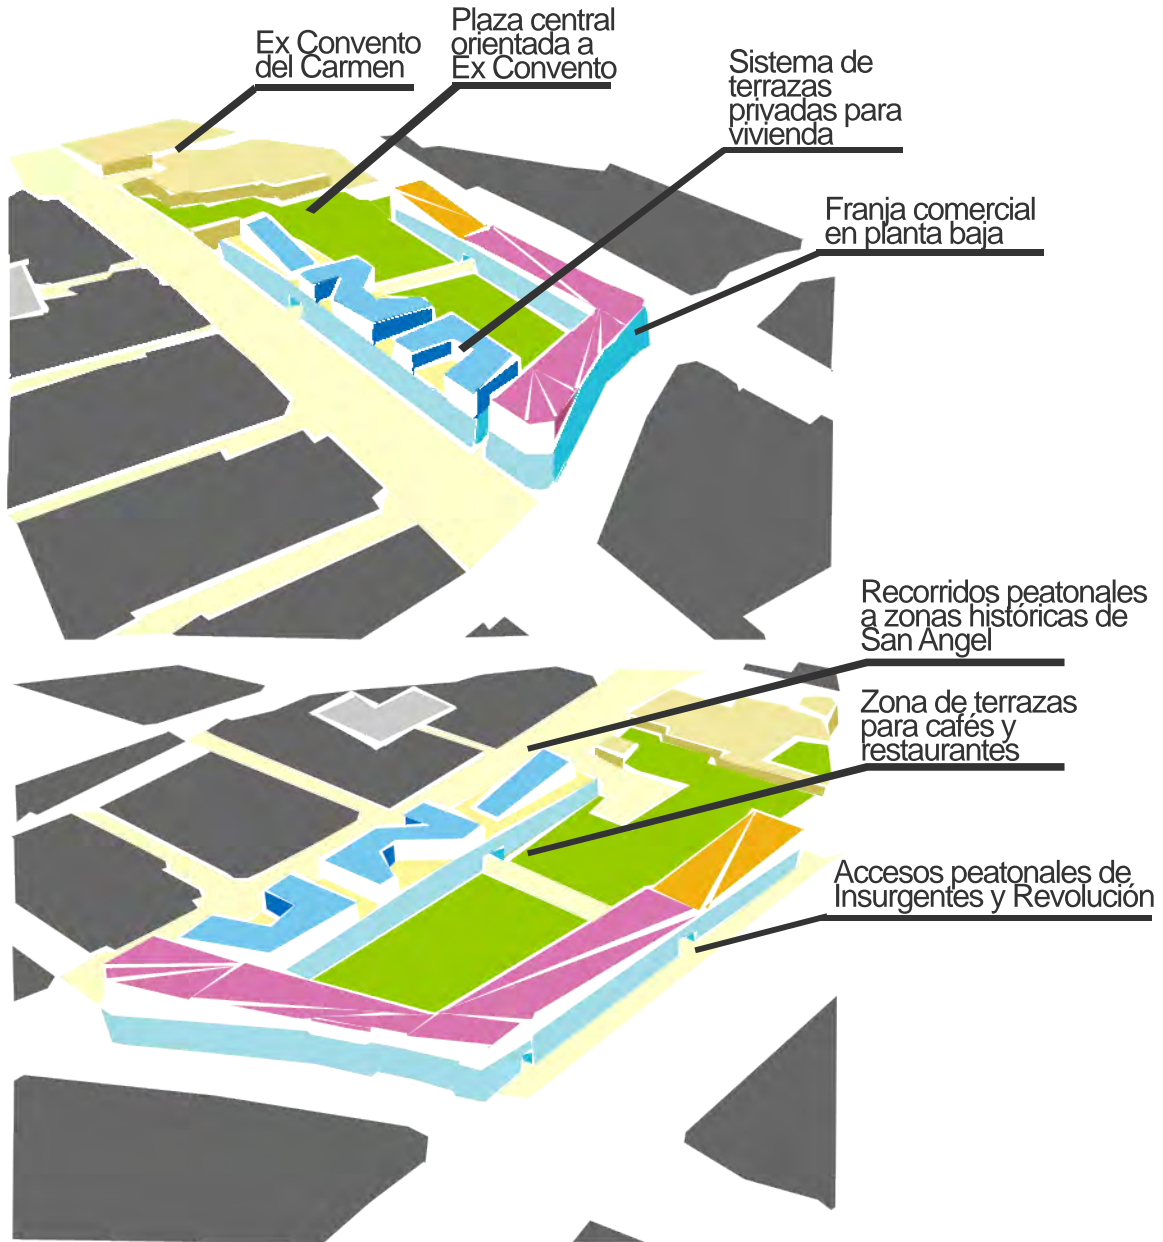 Ex Convento
del Carmen
Plaza central
orientada a
Ex Convento
Sistema de
terrazas
privadas para
vivienda
Franja comercial
en planta baja
Recorridos peatonales
a zonas históricas de
San Angel
Zona de terrazas
para cafés y
restaurantes
Accesos peatonales de
Insurgentes y Revolución